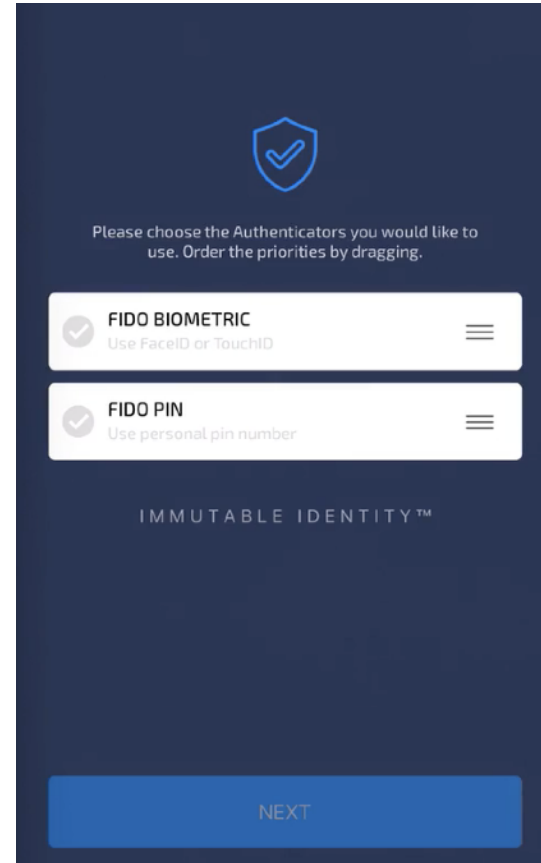 Please choose the Authenticators you would like to
use. Order the priorities by dragging.
FIDO BIOMETRIC
Use FaceID or TouchID
FIDO PIN
Use personal pin number
IMMUTABLE IDENTITY™
NEXT